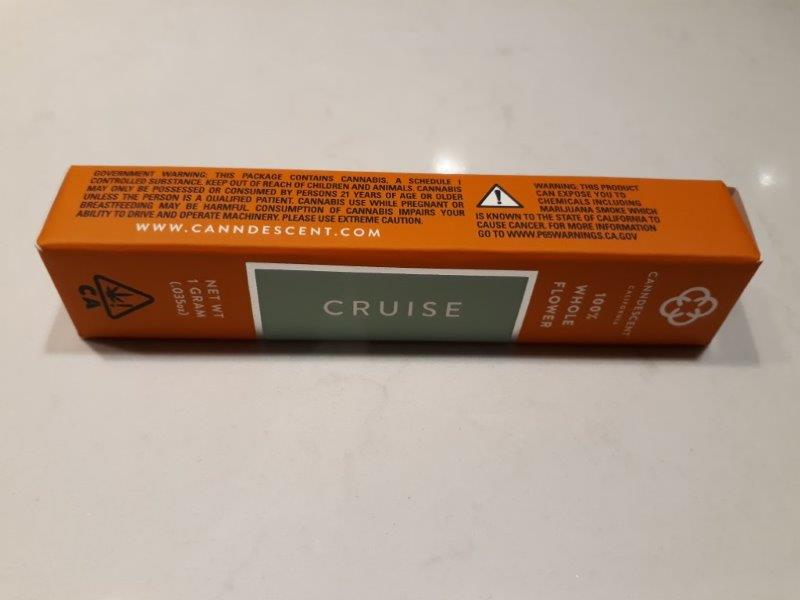 GOVERNMENT WARNING: THIS PACKAGE CONTAINS CANNABIS, A SCHEDULE I
CONTROLLED SUBSTANCE. KEEP OUT OF REACH OF CHILDREN AND ANIMALS. CANNABIS
MAY ONLY BE POSSESSED OR CONSUMED BY PERSONS 21 YEARS OF AGE OR OLDER
UNLESS THE PERSON IS A QUALIFIED PATIENT. CANNABIS USE WHILE PREGNANT OR
BREASTFEEDING MAY BE HARMFUL. CONSUMPTION OF CANNABIS IMPAIRS YOUR
ABILITY TO DRIVE AND OPERATE MACHINERY. PLEASE USE EXTREME CAUTION.
WWW.CANNDESCENT.COM
WARNING: THIS PRODUCT
CAN EXPOSE YOU TO
CHEMICALS INCLUDING
MARIJUANA SMOKE WHICH
IS KNOWN TO THE STATE OF CALIFORNIA TO
CAUSE CANCER. FOR MORE INFORMATION
GO TO WWW.P65WARNINGS.CA.GOV
CA
NET WT
1 GRAM
(.035oz)
CRUISE
100%
WHOLE
FLOWER
CANNDESCENT
CALIFORNIA